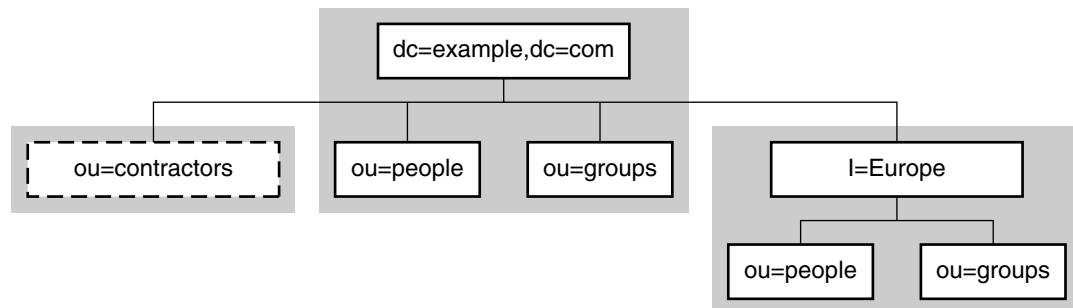 dc=example,dc=com
ou=contractors
ou=people
ou=groups
l=Europe
ou=people
ou=groups